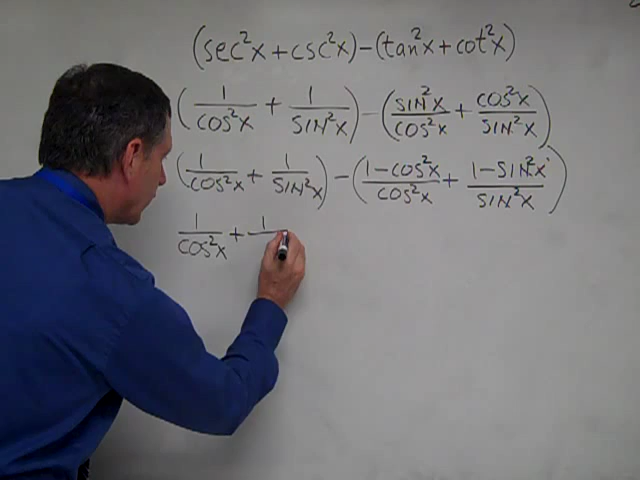 (sec²x + csc²x) − (tan²x + cot²x)
(1/cos²x + 1/sin²x) − (sin²x/cos²x + cos²x/sin²x)
(1/cos²x + 1/sin²x) − (1−cos²x/cos²x + 1−sin²x/sin²x)
1/cos²x + 1